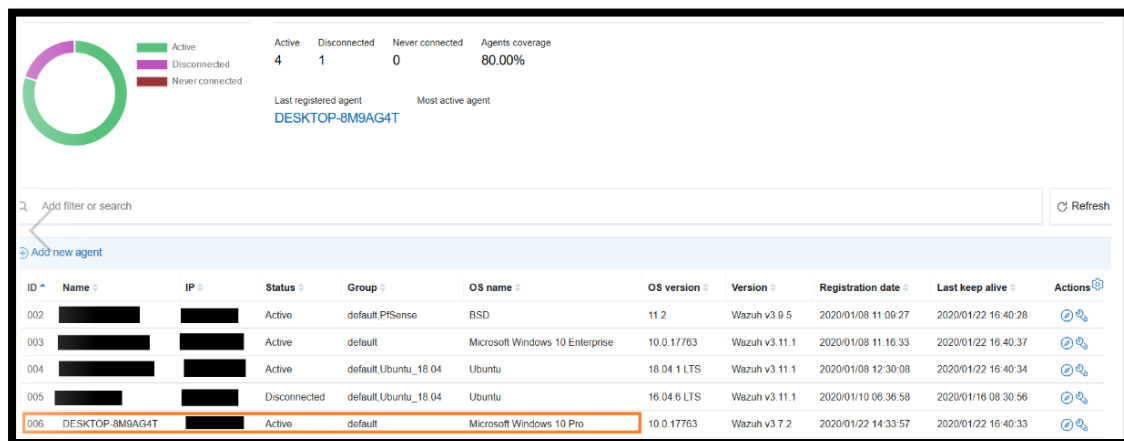 Active
Disconnected
Never connected
Active Disconnected Never connected Agents coverage
4 1 0 80.00%
Last registered agent Most active agent
DESKTOP-8M9AG4T
Add filter or search
Refresh
Add new agent
ID Name IP Status Group OS name OS version Version Registration date Last keep alive Actions
002 Active default,PfSense BSD 11.2 Wazuh v3.9.5 2020/01/08 11:09:27 2020/01/22 16:40:28
003 Active default Microsoft Windows 10 Enterprise 10.0.17763 Wazuh v3.11.1 2020/01/08 11:16:33 2020/01/22 16:40:37
004 Active default,Ubuntu_18.04 Ubuntu 18.04.1 LTS Wazuh v3.11.1 2020/01/08 12:30:08 2020/01/22 16:40:34
005 Disconnected default,Ubuntu_18.04 Ubuntu 16.04.6 LTS Wazuh v3.11.1 2020/01/10 06:36:58 2020/01/16 08:30:56
006 DESKTOP-8M9AG4T Active default Microsoft Windows 10 Pro 10.0.17763 Wazuh v3.7.2 2020/01/22 14:33:57 2020/01/22 16:40:33